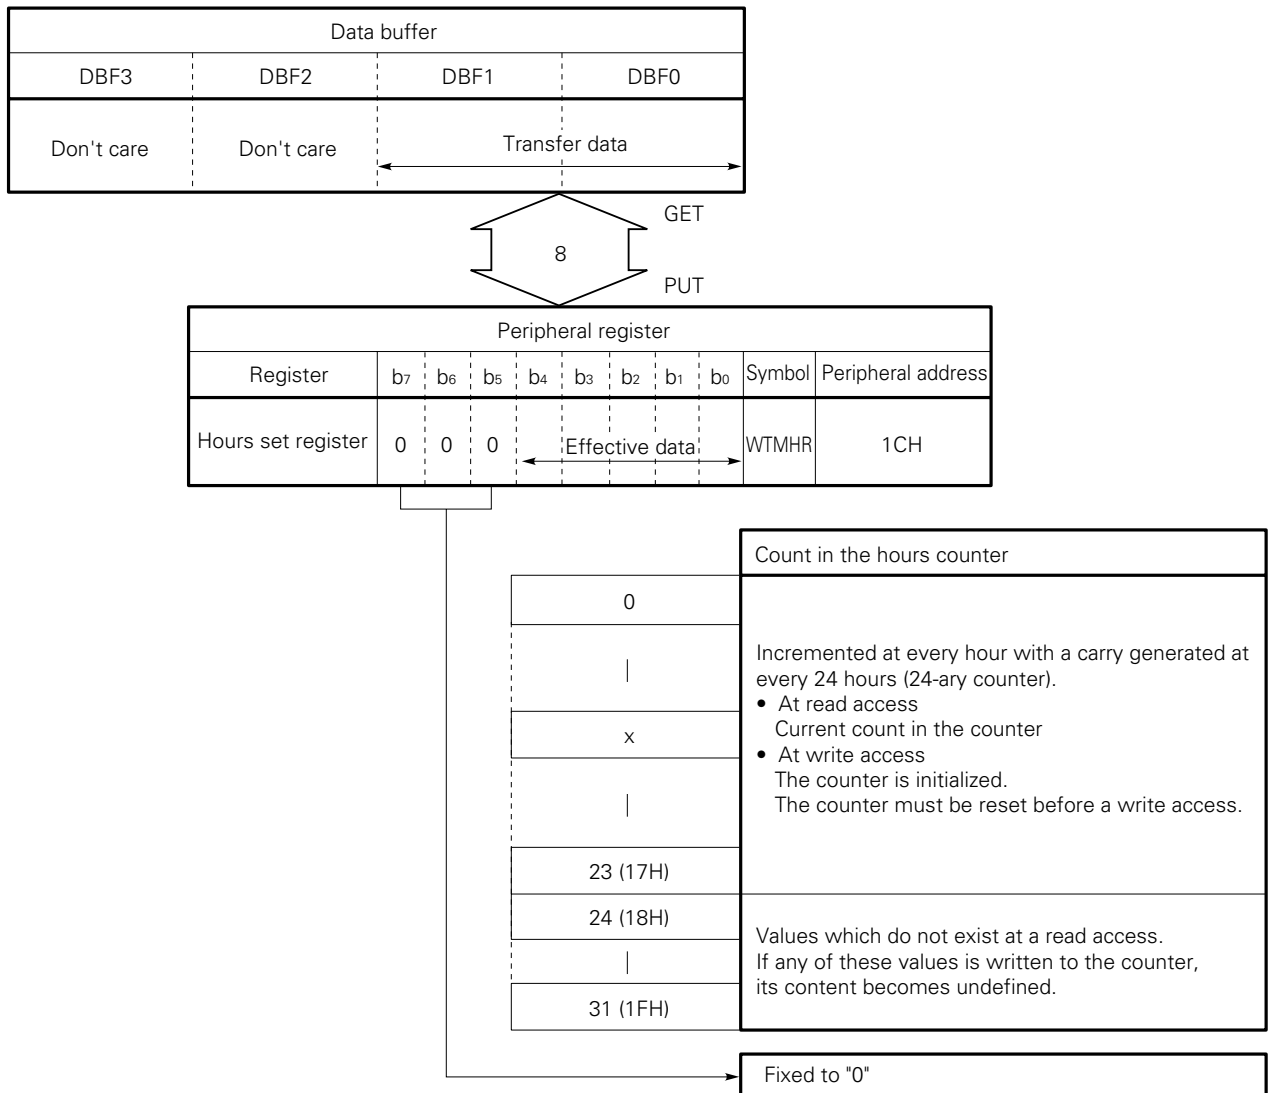 Data buffer
DBF3 DBF2 DBF1 DBF0
Don't care Don't care Transfer data
GET
8
PUT
Peripheral register
Register b7 b6 b5 b4 b3 b2 b1 b0 Symbol Peripheral address
Hours set register 0 0 0 Effective data WTMHR 1CH
Count in the hours counter
0
x
23 (17H)
Incremented at every hour with a carry generated at
every 24 hours (24-ary counter).
• At read access
Current count in the counter
• At write access
The counter is initialized.
The counter must be reset before a write access.
24 (18H)
31 (1FH)
Values which do not exist at a read access.
If any of these values is written to the counter,
its content becomes undefined.
Fixed to "0"